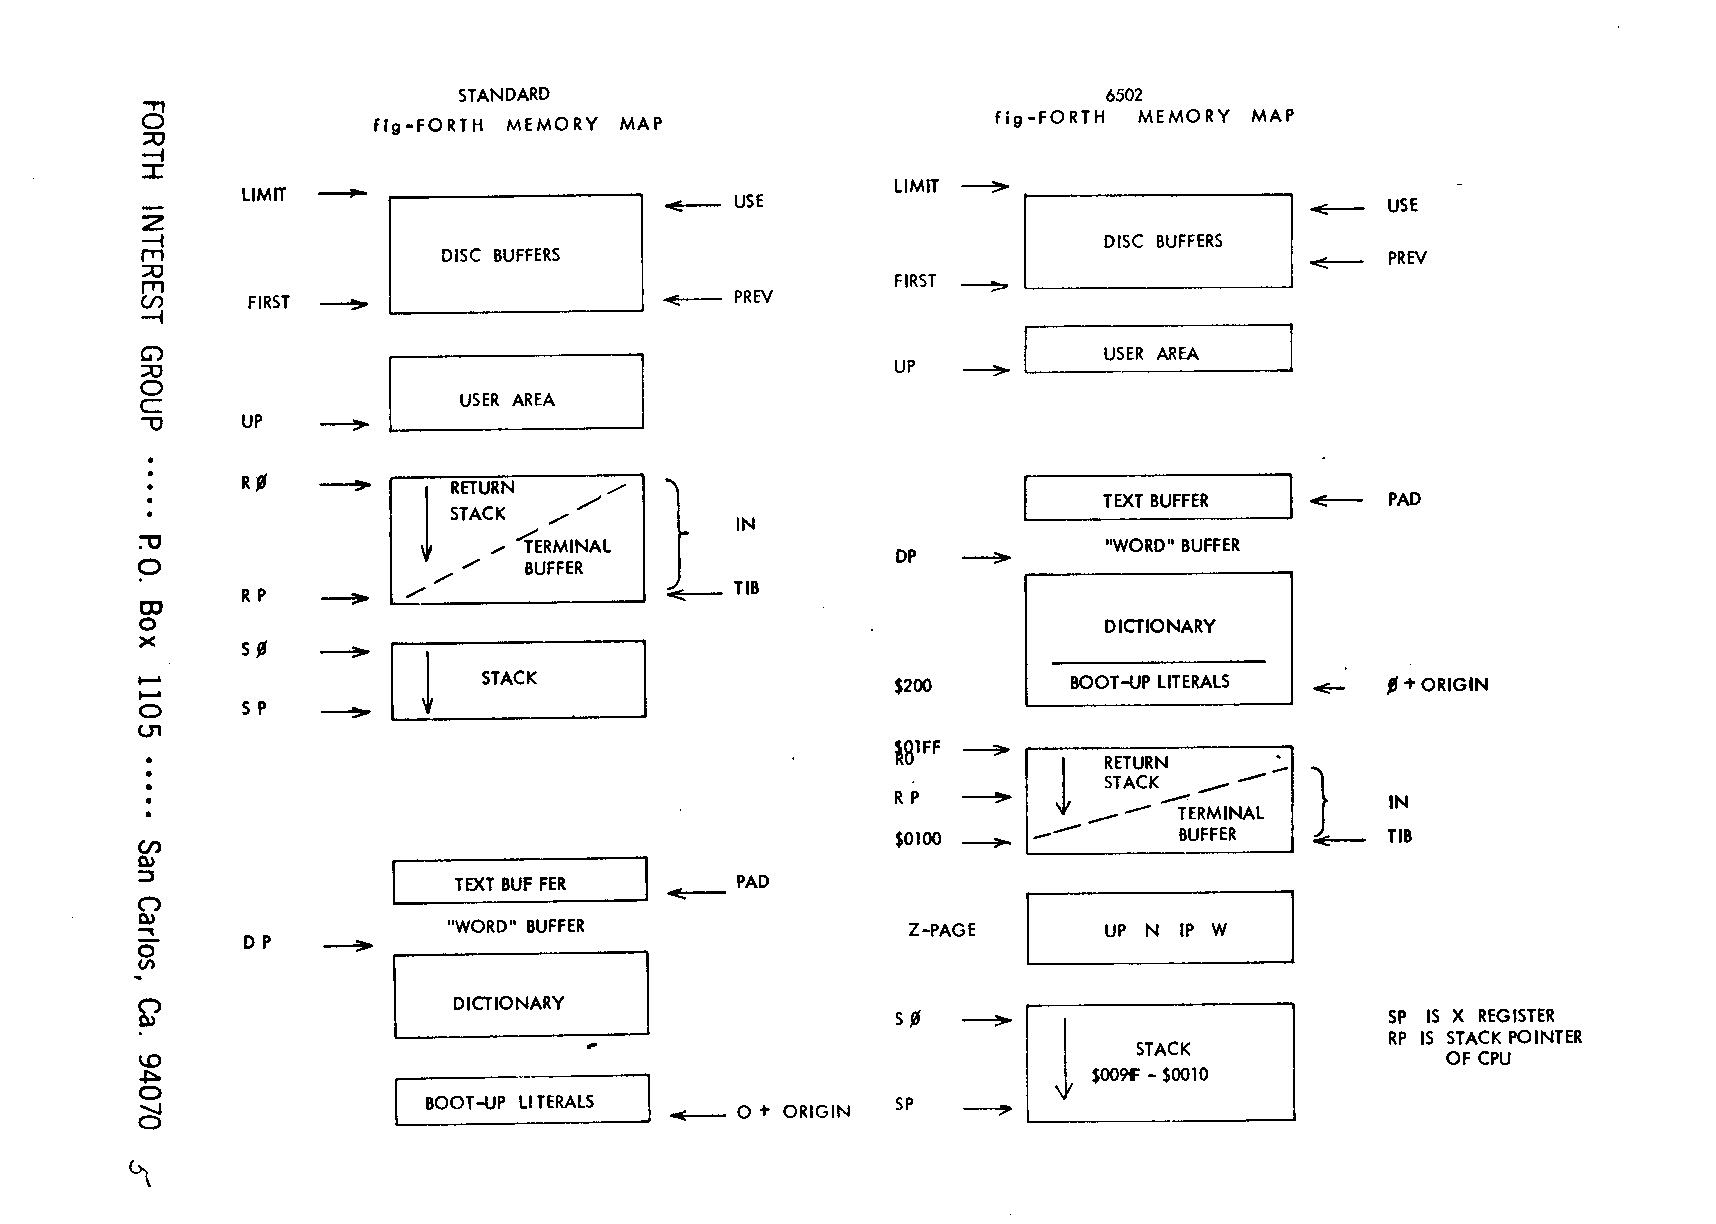 FORTH INTEREST GROUP ..... P.O. Box 1105 ..... San Carlos, Ca. 94070
5
STANDARD
fig-FORTH MEMORY MAP
LIMIT
USE
DISC BUFFERS
FIRST
PREV
USER AREA
UP
RØ
RETURN
STACK
IN
TERMINAL
BUFFER
RP
TIB
SØ
STACK
SP
TEXT BUFFER
PAD
"WORD" BUFFER
DP
DICTIONARY
BOOT-UP LITERALS
O + ORIGIN
6502
fig-FORTH MEMORY MAP
LIMIT
USE
DISC BUFFERS
PREV
FIRST
USER AREA
UP
TEXT BUFFER
PAD
"WORD" BUFFER
DP
DICTIONARY
$200
BOOT-UP LITERALS
Ø + ORIGIN
$01FF
R0
RETURN
STACK
RP
IN
TERMINAL
BUFFER
$0100
TIB
Z-PAGE
UP N IP W
SØ
STACK
$009F - $0010
SP
SP IS X REGISTER
RP IS STACK POINTER
OF CPU